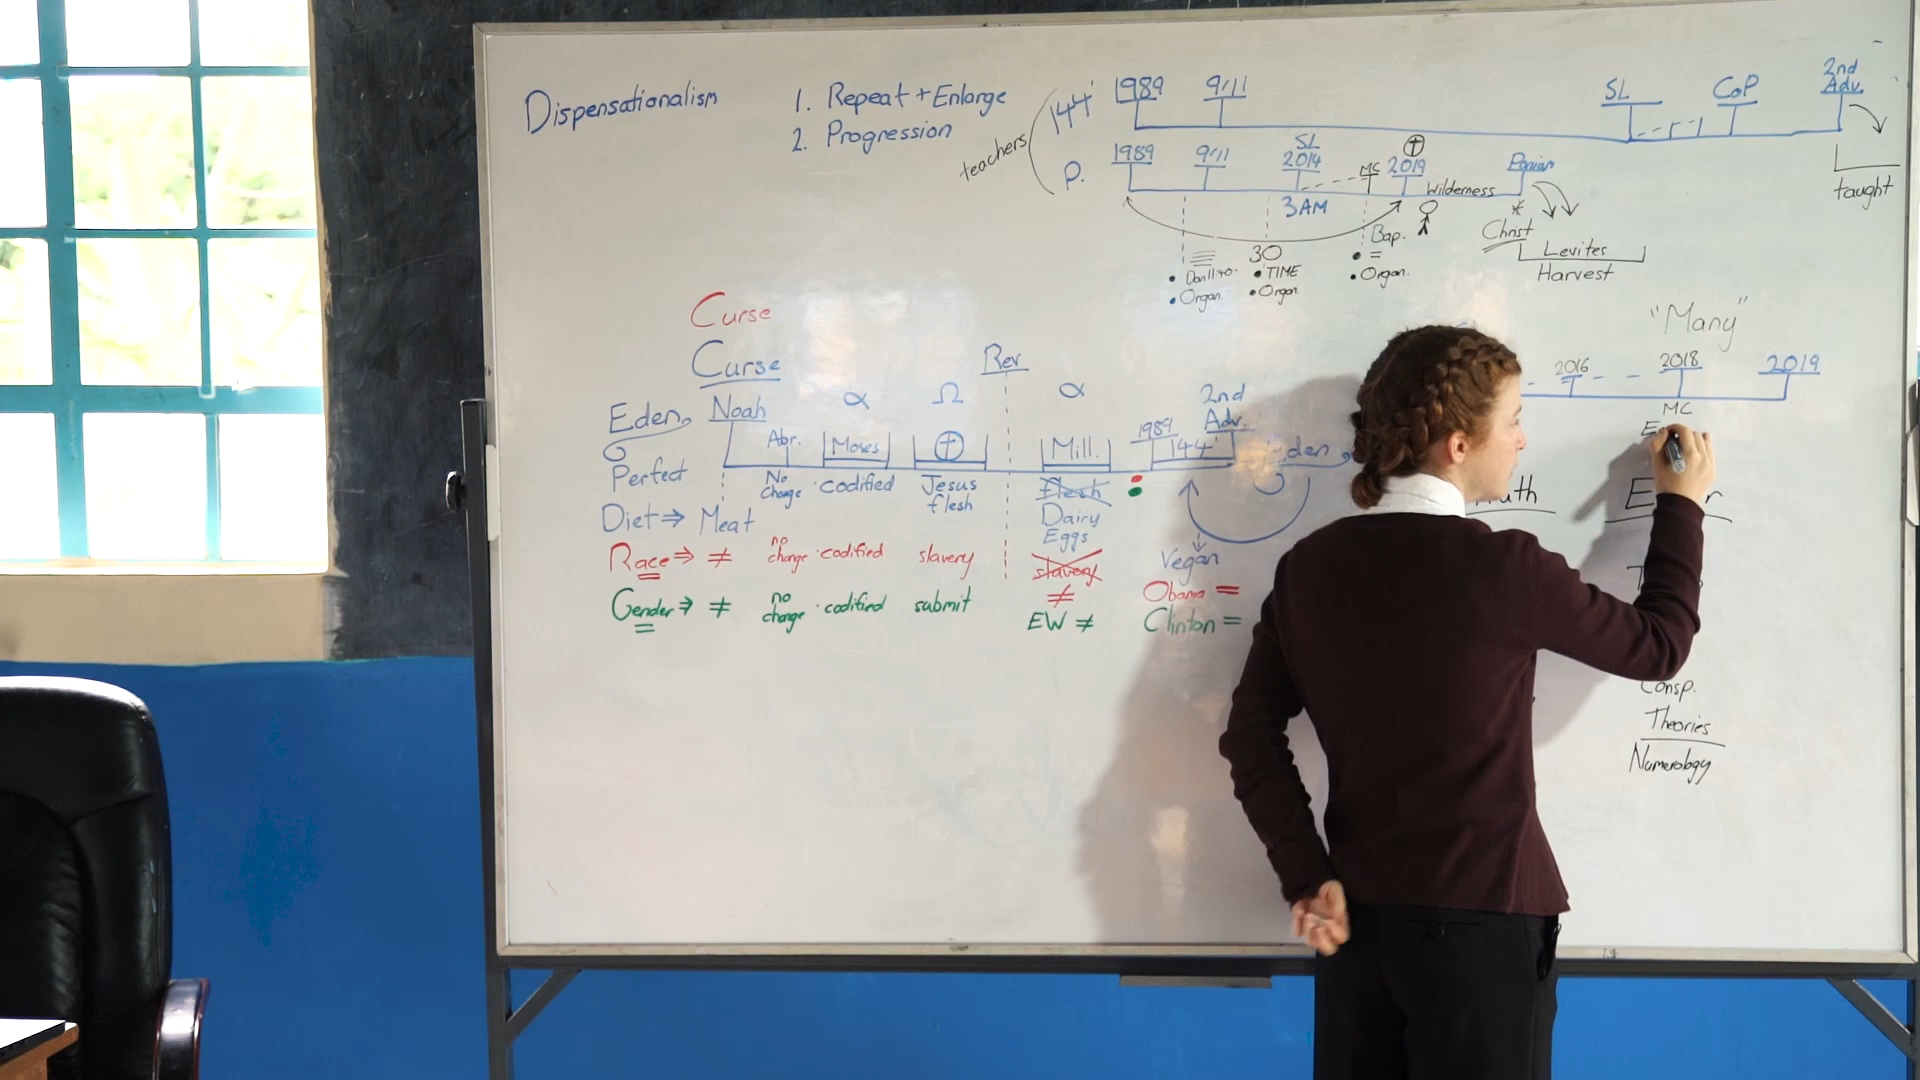 Dispensationalism
1. Repeat + Enlarge
2. Progression
teachers
144
1989
9/11
SL
CoP
2nd
Adv.
taught
P.
1989
9/11
SL
2014
MC
2019
Wilderness
3AM
30
• Dan 11:40
• Organ.
• TIME
• Organ
Bap.
• =
• Organ.
*
Christ
Levites
Harvest
Curse
Curse
Rev
Eden
Noah
α
Ω
α
2nd
Adv.
Abr.
Moses
Mill.
1989
144
Perfect
No
change
• codified
Jesus
flesh
flesh
Dairy
Eggs
Diet ⇒ Meat
Vegan
Race ⇒ ≠
no
change
• codified
slavery
slavery
≠
Obama =
Gender ⇒ ≠
no
change
• codified
submit
EW ≠
Clinton =
"Many"
2016
2018
2019
MC
Consp.
Theories
Numerology